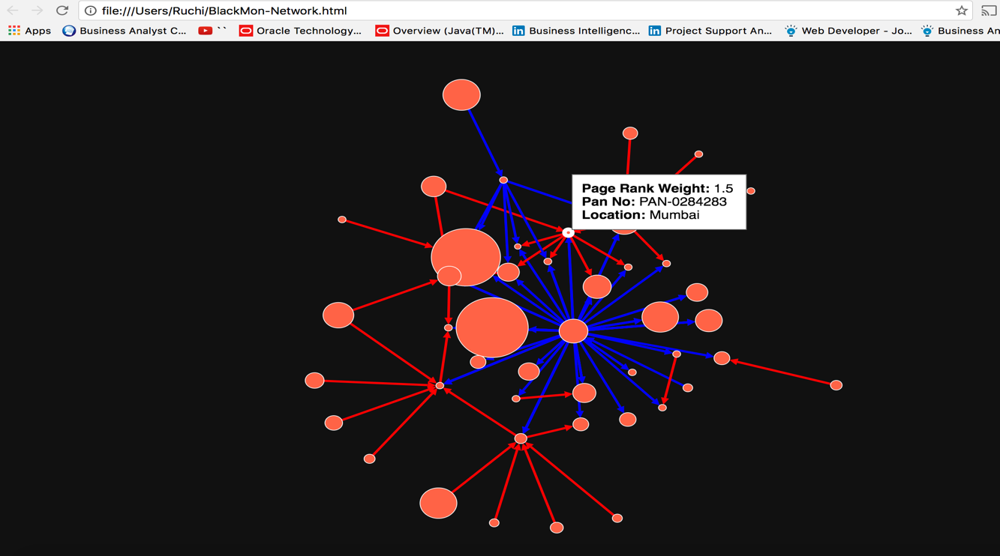 file:///Users/Ruchi/BlackMon-Network.html
Apps Business Analyst C... `` Oracle Technology... Overview (Java(TM)... Business Intelligenc... Project Support An... Web Developer - Jo... Business An
Page Rank Weight: 1.5
Pan No: PAN-0284283
Location: Mumbai